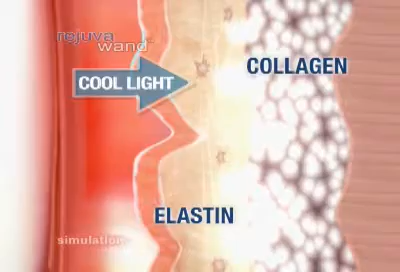 rejuva
wand
COOL LIGHT
COLLAGEN
ELASTIN
simulation